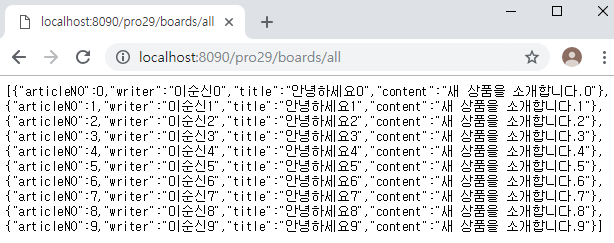 localhost:8090/pro29/boards/all
localhost:8090/pro29/boards/all
[{"articleNO":0,"writer":"이순신0","title":"안녕하세요0","content":"새 상품을 소개합니다.0"},
{"articleNO":1,"writer":"이순신1","title":"안녕하세요1","content":"새 상품을 소개합니다.1"},
{"articleNO":2,"writer":"이순신2","title":"안녕하세요2","content":"새 상품을 소개합니다.2"},
{"articleNO":3,"writer":"이순신3","title":"안녕하세요3","content":"새 상품을 소개합니다.3"},
{"articleNO":4,"writer":"이순신4","title":"안녕하세요4","content":"새 상품을 소개합니다.4"},
{"articleNO":5,"writer":"이순신5","title":"안녕하세요5","content":"새 상품을 소개합니다.5"},
{"articleNO":6,"writer":"이순신6","title":"안녕하세요6","content":"새 상품을 소개합니다.6"},
{"articleNO":7,"writer":"이순신7","title":"안녕하세요7","content":"새 상품을 소개합니다.7"},
{"articleNO":8,"writer":"이순신8","title":"안녕하세요8","content":"새 상품을 소개합니다.8"},
{"articleNO":9,"writer":"이순신9","title":"안녕하세요9","content":"새 상품을 소개합니다.9"}]